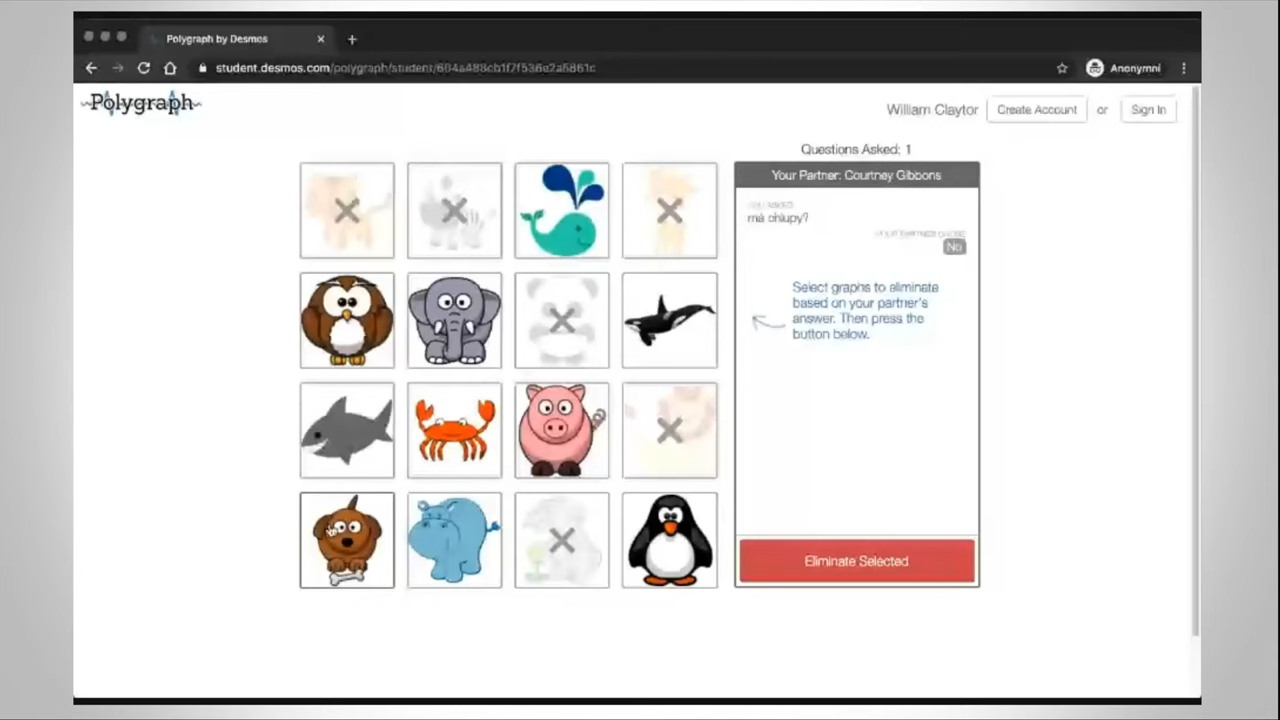 Polygraph by Desmos
student.desmos.com/polygraph/student/
Anonymní
Polygraph
William Claytor
Create Account
or
Sign In
Questions Asked: 1
Your Partner: Courtney Gibbons
YOU ASKED
má chlupy?
No
Select graphs to eliminate
based on your partner's
answer. Then press the
button below.
Eliminate Selected